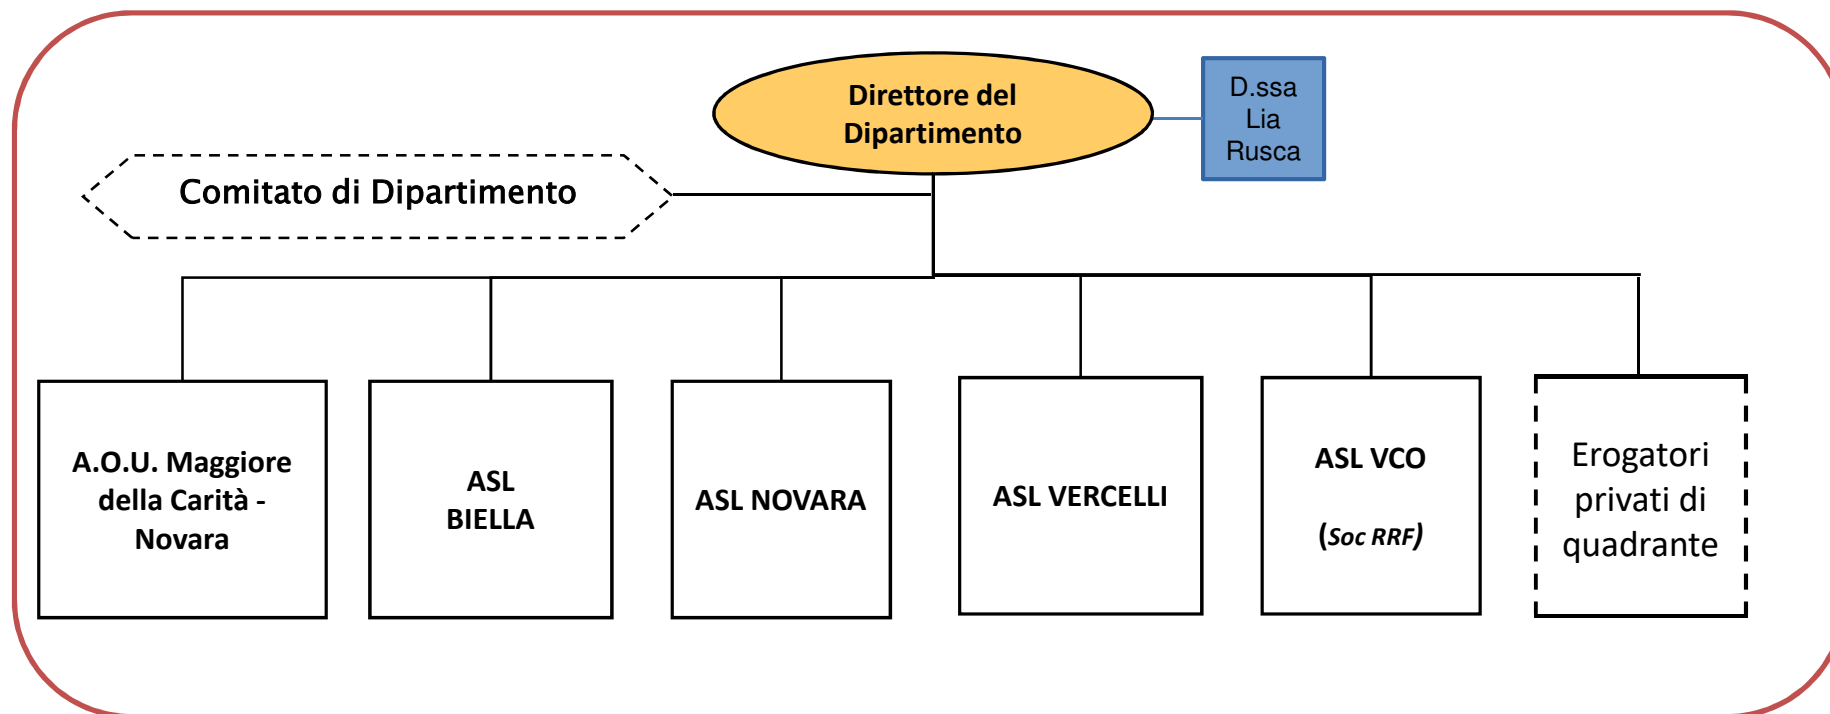 Direttore del
Dipartimento
D.ssa
Lia
Rusca
Comitato di Dipartimento
A.O.U. Maggiore
della Carità -
Novara
ASL
BIELLA
ASL NOVARA
ASL VERCELLI
ASL VCO
(Soc RRF)
Erogatori
privati di
quadrante